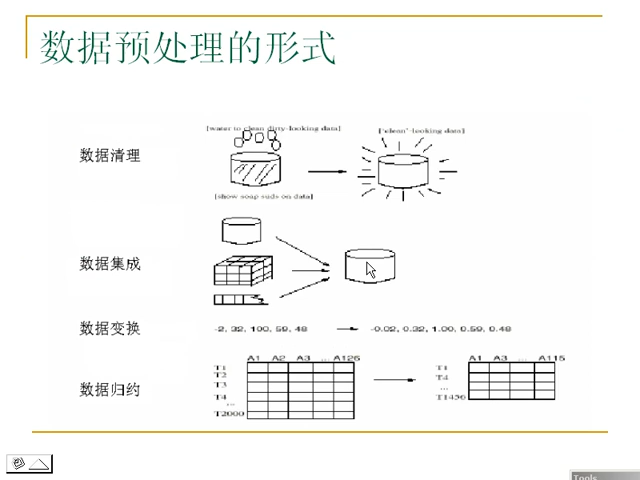 数据预处理的形式
[water to clean dirty-looking data]
['clean'-looking data]
数据清理
[show soap suds on data]
数据集成
数据变换
-2, 32, 100, 59, 48
-0.02, 0.32, 1.00, 0.59, 0.48
数据归约
A1 A2 A3 ... A126
T1
T2
T3
T4
...
T2000
A1 A3 ... A115
T1
T4
...
T1456
Tools